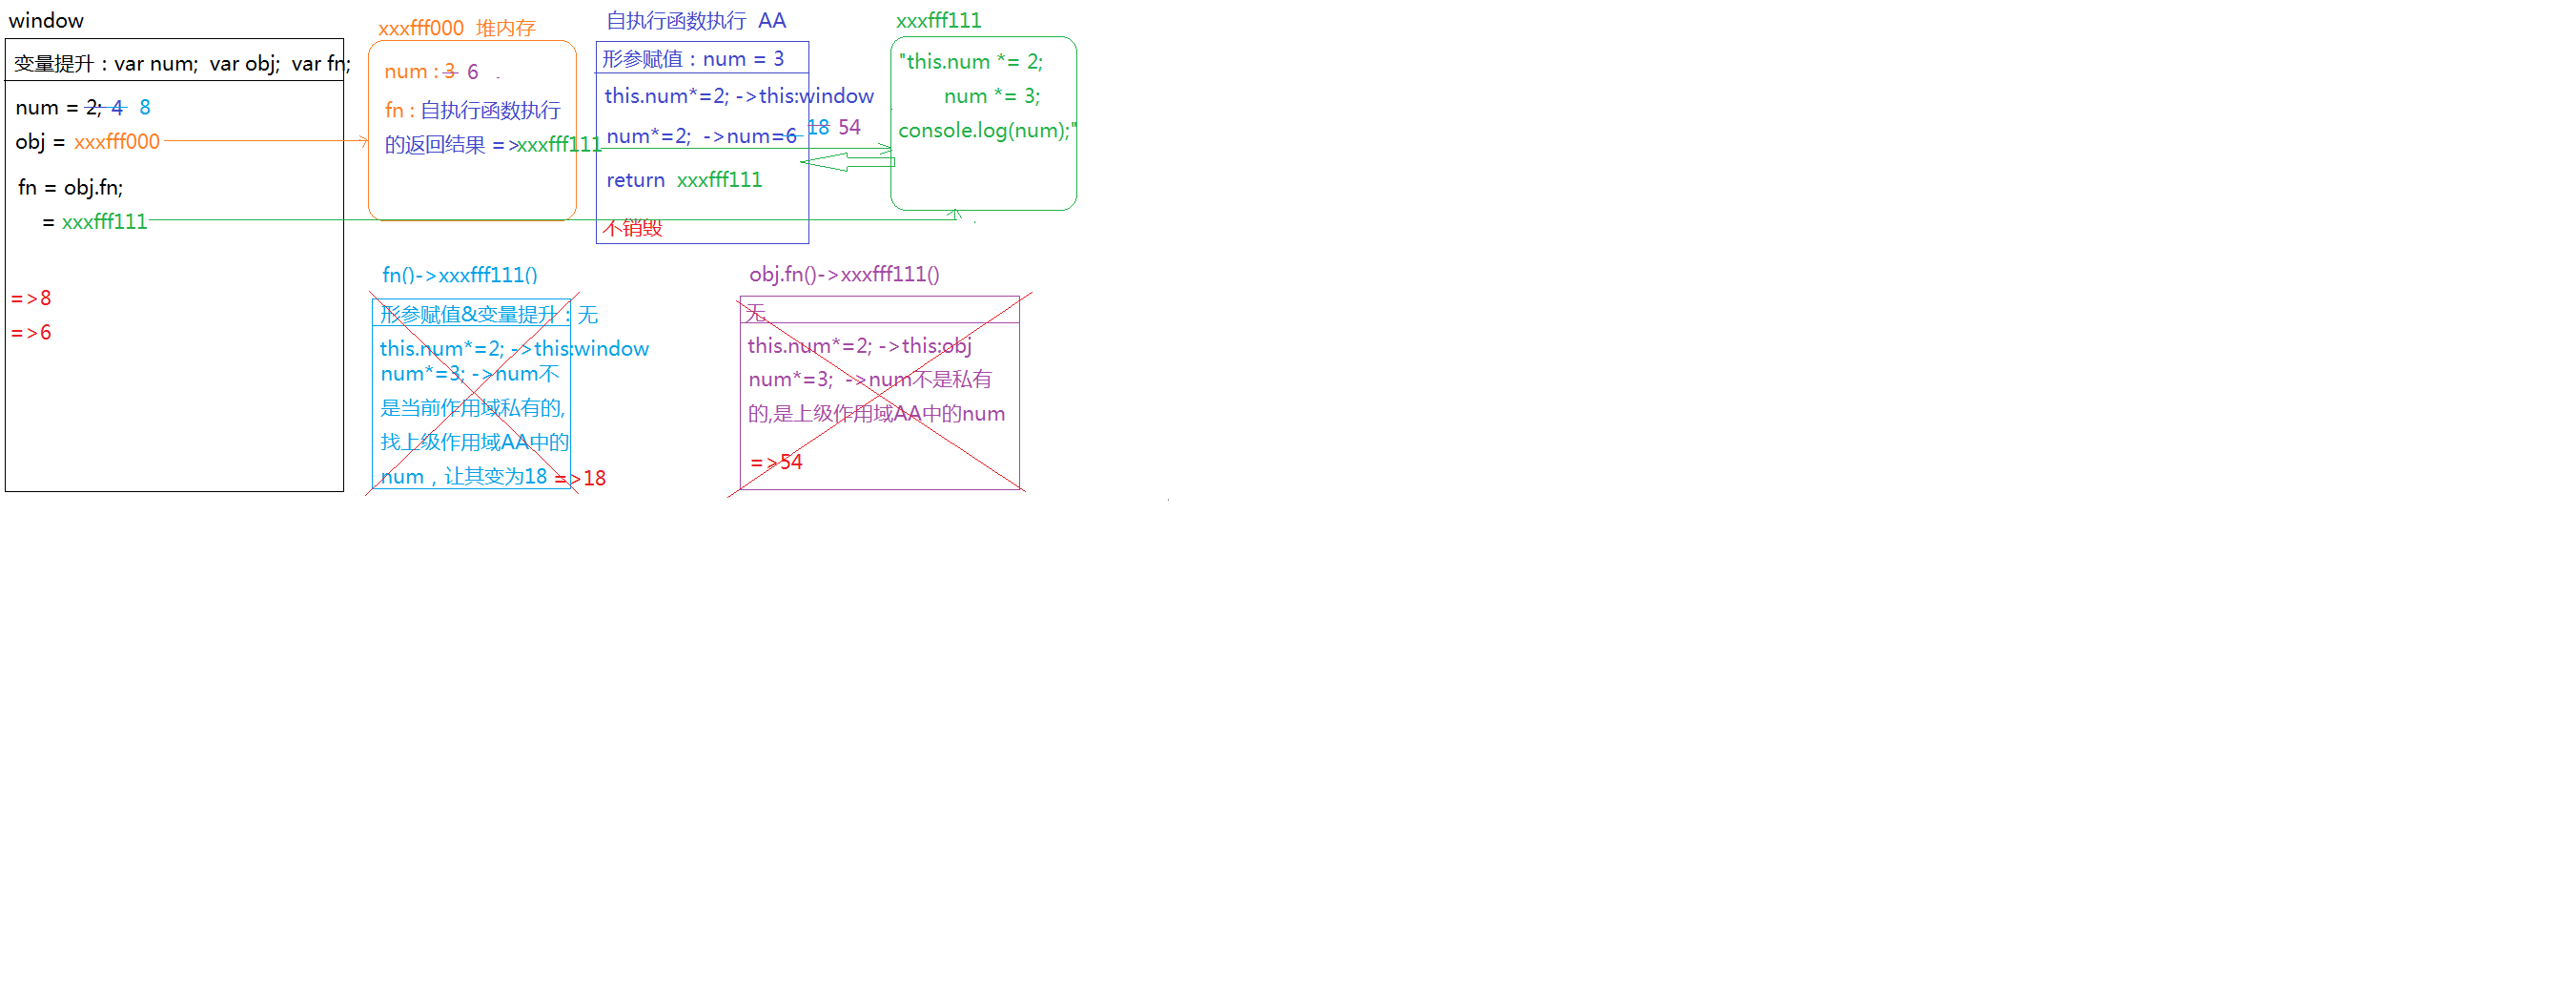 window
变量提升：var num;  var obj;  var fn;
num = 2; 4  8
obj = xxxfff000
fn = obj.fn;
= xxxfff111
=>8
=>6
xxxfff000  堆内存
num : 3  6
fn : 自执行函数执行
的返回结果 =>xxxfff111
自执行函数执行  AA
形参赋值：num = 3
this.num*=2; ->this:window
num*=2;  ->num=6 18 54
return  xxxfff111
不销毁
xxxfff111
"this.num *= 2;
num *= 3;
console.log(num);"
fn()->xxxfff111()
形参赋值&变量提升：无
this.num*=2; ->this:window
num*=3; ->num不
是当前作用域私有的,
找上级作用域AA中的
num，让其变为18 =>18
obj.fn()->xxxfff111()
无
this.num*=2; ->this:obj
num*=3;  ->num不是私有
的,是上级作用域AA中的num
=>54